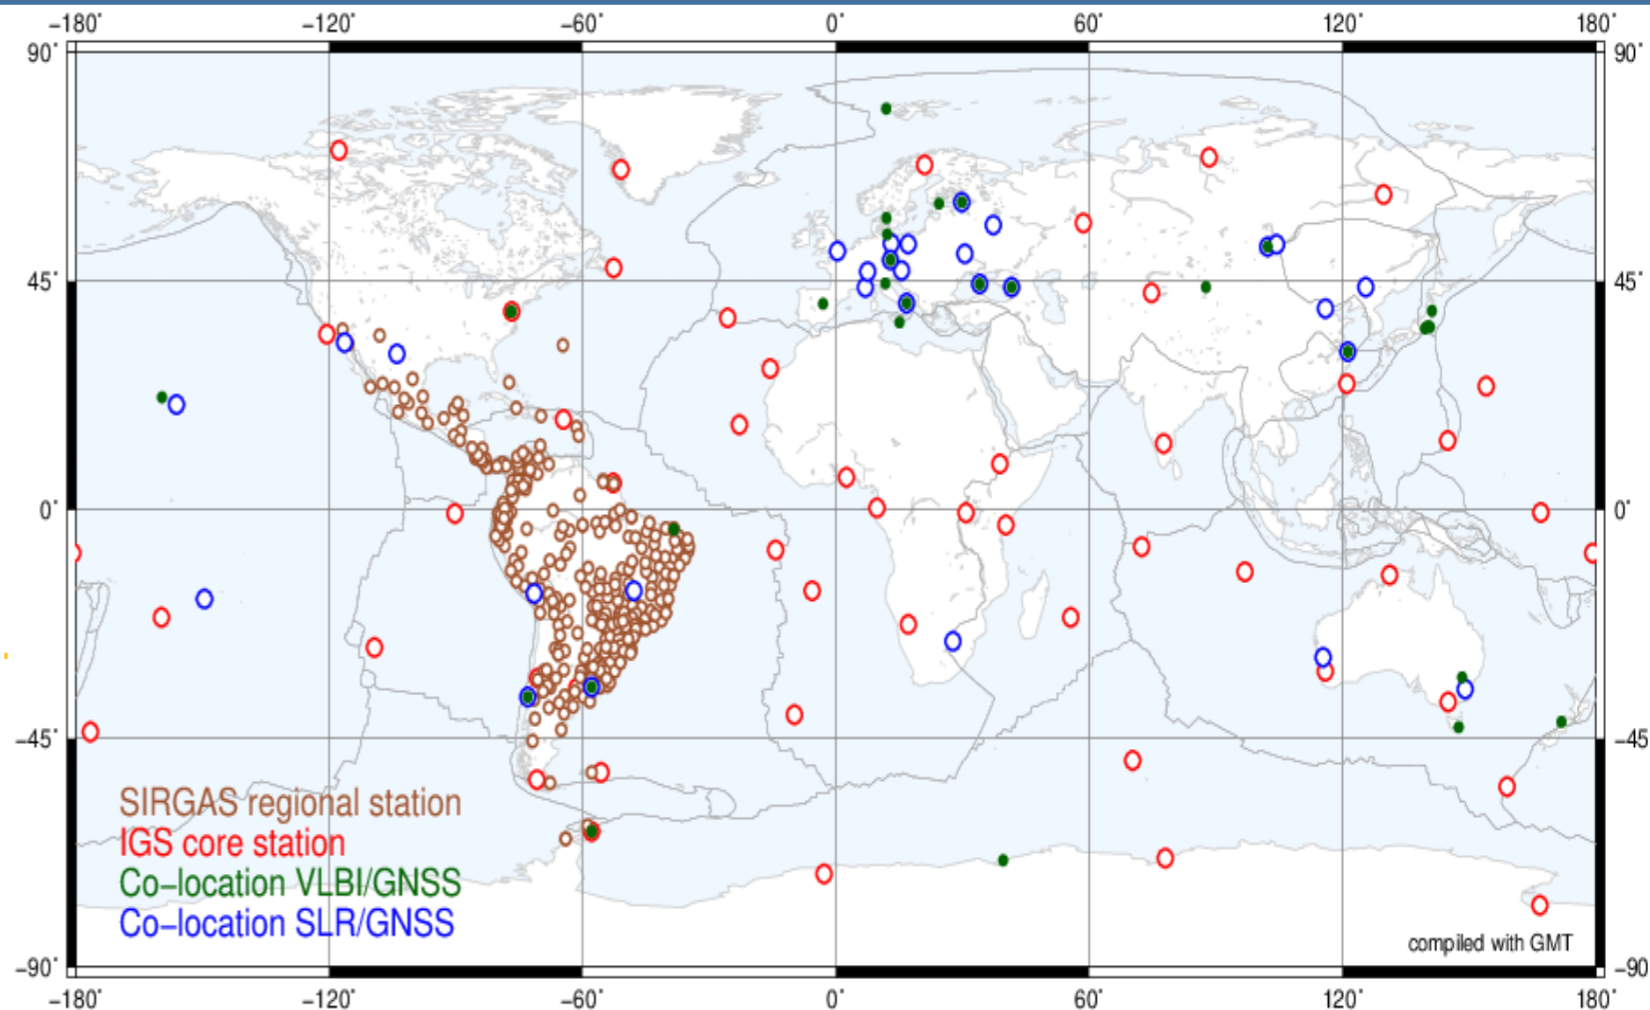 −180˚ −120˚ −60˚ 0˚ 60˚ 120˚ 180˚
90˚ 90˚
45˚ 45˚
0˚ 0˚
−45˚ −45
SIRGAS regional station
IGS core station
Co−location VLBI/GNSS
Co−location SLR/GNSS
compiled with GMT
−90˚ −90
−180˚ −120˚ −60˚ 0˚ 60˚ 120˚ 180˚